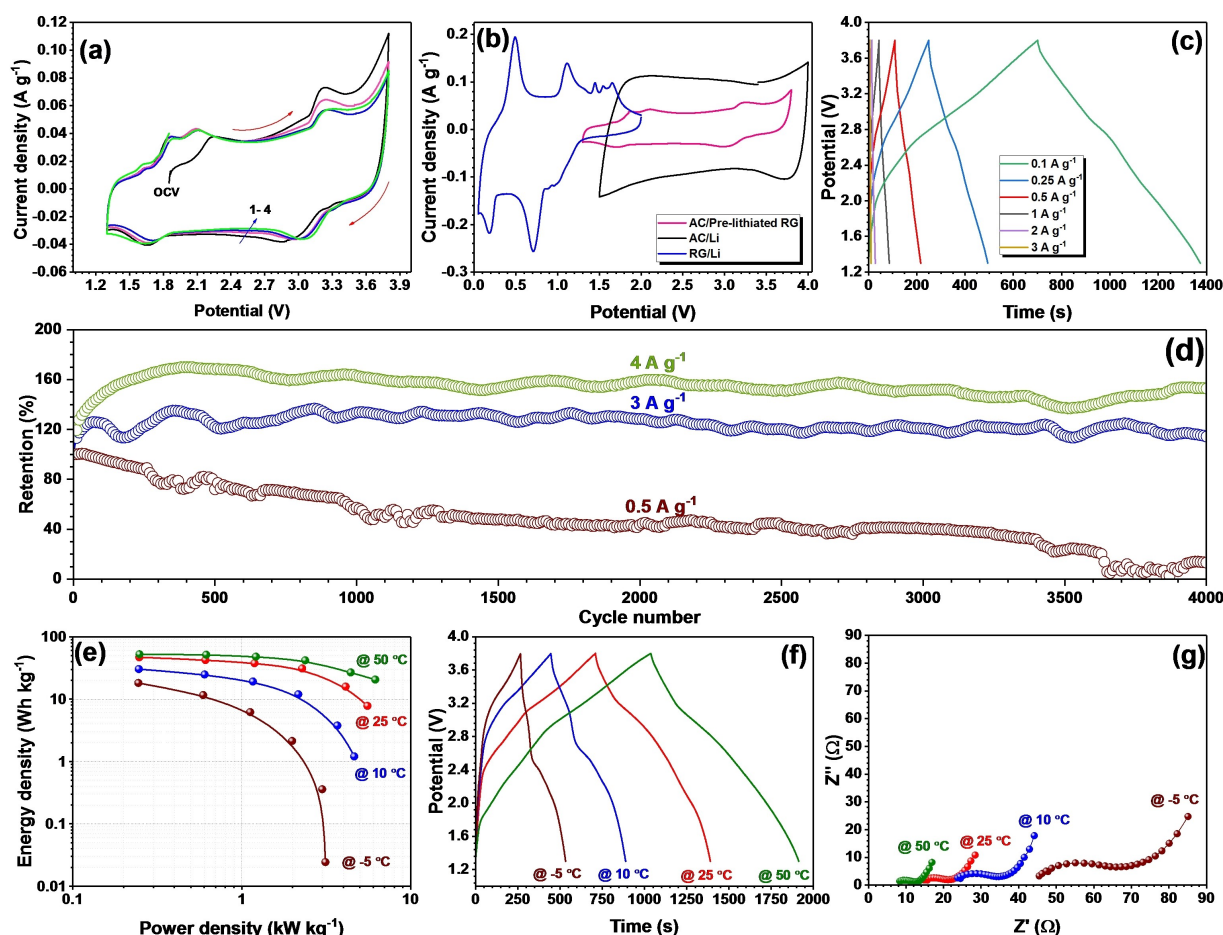 (a)
Current density (A g⁻¹)
0.12
0.10
0.08
0.06
0.04
0.02
0.00
-0.02
-0.04
-0.06
OCV
1- 4
1.2 1.5 1.8 2.1 2.4 2.7 3.0 3.3 3.6 3.9
Potential (V)
(b)
Current density (A g⁻¹)
0.2
0.1
0.0
-0.1
-0.2
-0.3
AC/Pre-lithiated RG
AC/Li
RG/Li
0.0 0.5 1.0 1.5 2.0 2.5 3.0 3.5 4.0
Potential (V)
(c)
Potential (V)
4.0
3.6
3.2
2.8
2.4
2.0
1.6
1.2
0.1 A g⁻¹
0.25 A g⁻¹
0.5 A g⁻¹
1 A g⁻¹
2 A g⁻¹
3 A g⁻¹
0 200 400 600 800 1000 1200 1400
Time (s)
(d)
Retention (%)
200
160
120
80
40
0
4 A g⁻¹
3 A g⁻¹
0.5 A g⁻¹
0 500 1000 1500 2000 2500 3000 3500 4000
Cycle number
(e)
Energy density (Wh kg⁻¹)
100
10
1
0.1
0.01
@ 50 °C
@ 25 °C
@ 10 °C
@ -5 °C
0.1 1 10
Power density (kW kg⁻¹)
(f)
Potential (V)
4.0
3.6
3.2
2.8
2.4
2.0
1.6
1.2
@ -5 °C @ 10 °C @ 25 °C @ 50 °C
0 250 500 750 1000 1250 1500 1750 2000
Time (s)
(g)
Z'' (Ω)
90
80
70
60
50
40
30
20
10
0
@ 50 °C
@ 25 °C
@ 10 °C
@ -5 °C
0 10 20 30 40 50 60 70 80 90
Z' (Ω)